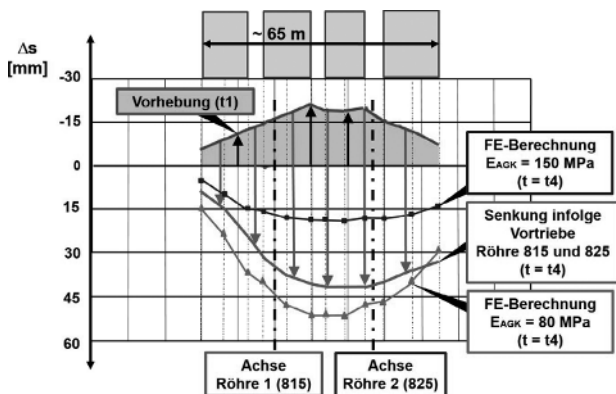 ~ 65 m
Δs
[mm]
-30
-15
0
15
30
45
60
Vorhebung (t1)
FE-Berechnung
EAGK = 150 MPa
(t = t4)
Senkung infolge
Vortriebe
Röhre 815 und 825
(t = t4)
FE-Berechnung
EAGK = 80 MPa
(t = t4)
Achse
Röhre 1 (815)
Achse
Röhre 2 (825)